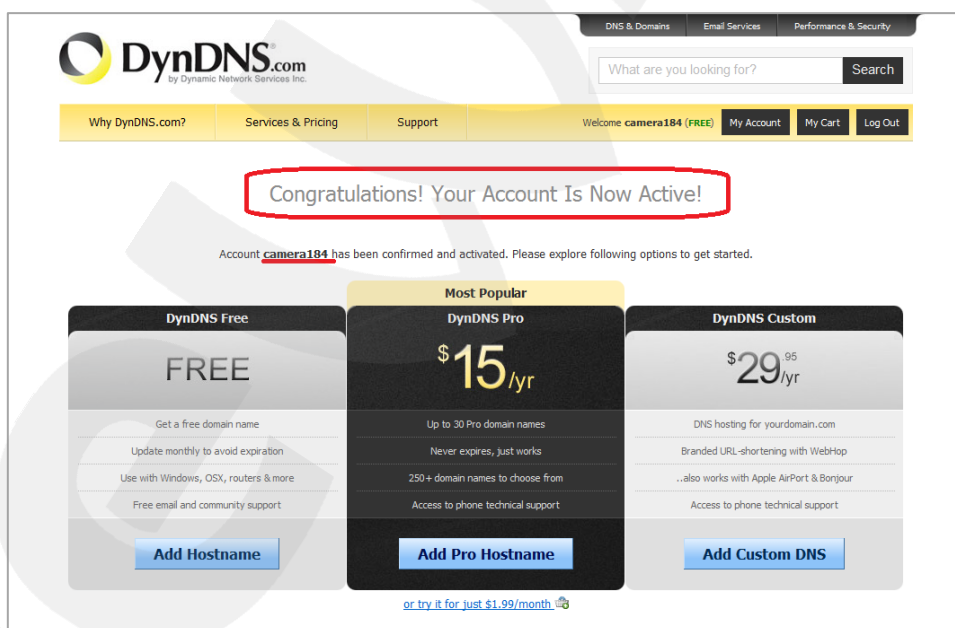 DNS & Domains Email Services Performance & Security
DynDNS.com
by Dynamic Network Services Inc.
What are you looking for? Search
Why DynDNS.com? Services & Pricing Support Welcome camera184 (FREE) My Account My Cart Log Out
Congratulations! Your Account Is Now Active!
Account camera184 has been confirmed and activated. Please explore following options to get started.
Most Popular
DynDNS Free DynDNS Pro DynDNS Custom
FREE $15/yr $29.95/yr
Get a free domain name Up to 30 Pro domain names DNS hosting for yourdomain.com
Update monthly to avoid expiration Never expires, just works Branded URL-shortening with WebHop
Use with Windows, OSX, routers & more 250+ domain names to choose from ..also works with Apple AirPort & Bonjour
Free email and community support Access to phone technical support Access to phone technical support
Add Hostname Add Pro Hostname Add Custom DNS
or try it for just $1.99/month